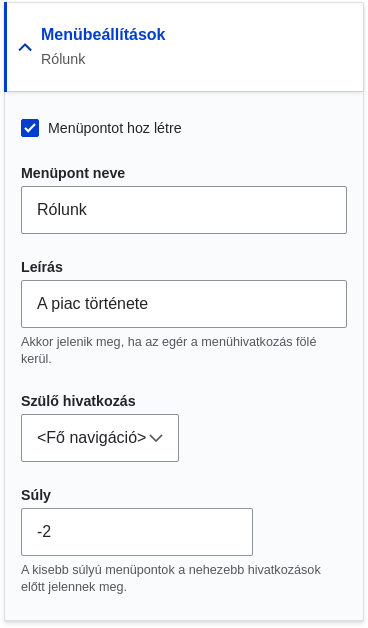 Menübeállítások
Rólunk
Menüpontot hoz létre
Menüpont neve
Rólunk
Leírás
A piac története
Akkor jelenik meg, ha az egér a menühivatkozás fölé
kerül.
Szülő hivatkozás
<Fő navigáció>
Súly
-2
A kisebb súlyú menüpontok a nehezebb hivatkozások
előtt jelennek meg.